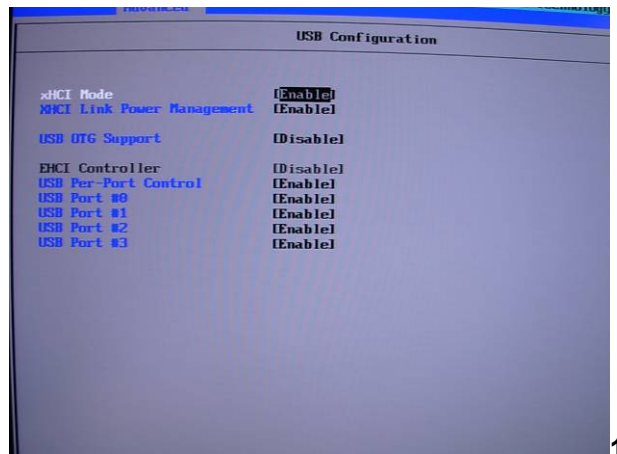 Advanced
USB Configuration
xHCI Mode [Enable]
XHCI Link Power Management [Enable]
USB OTG Support [Disable]
EHCI Controller [Disable]
USB Per-Port Control [Enable]
USB Port #0 [Enable]
USB Port #1 [Enable]
USB Port #2 [Enable]
USB Port #3 [Enable]